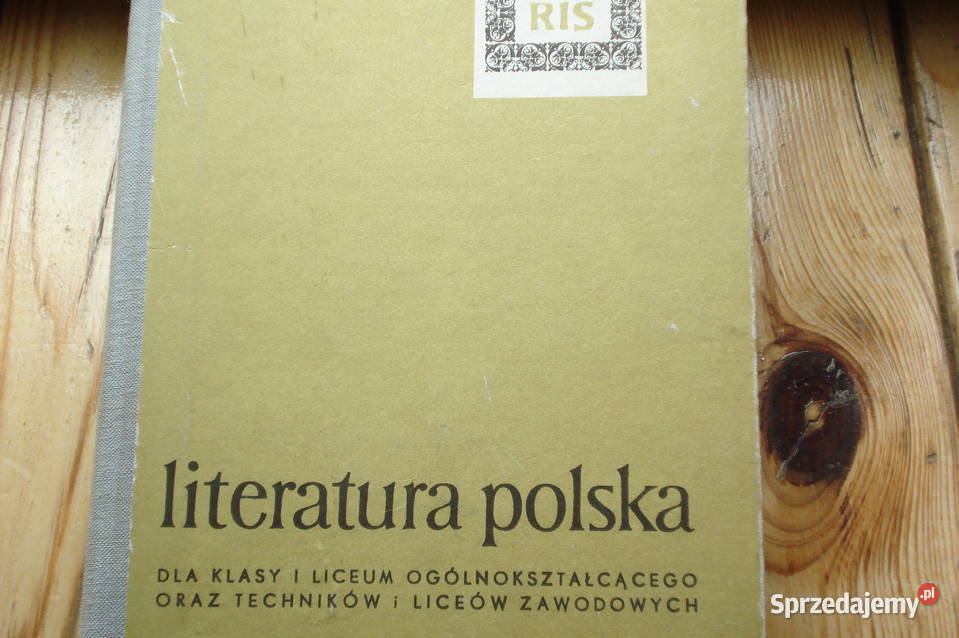 RIS
literatura polska
DLA KLASY I LICEUM OGÓLNOKSZTAŁCĄCEGO
ORAZ TECHNIKÓW i LICEÓW ZAWODOWYCH
Sprzedajemy.pl